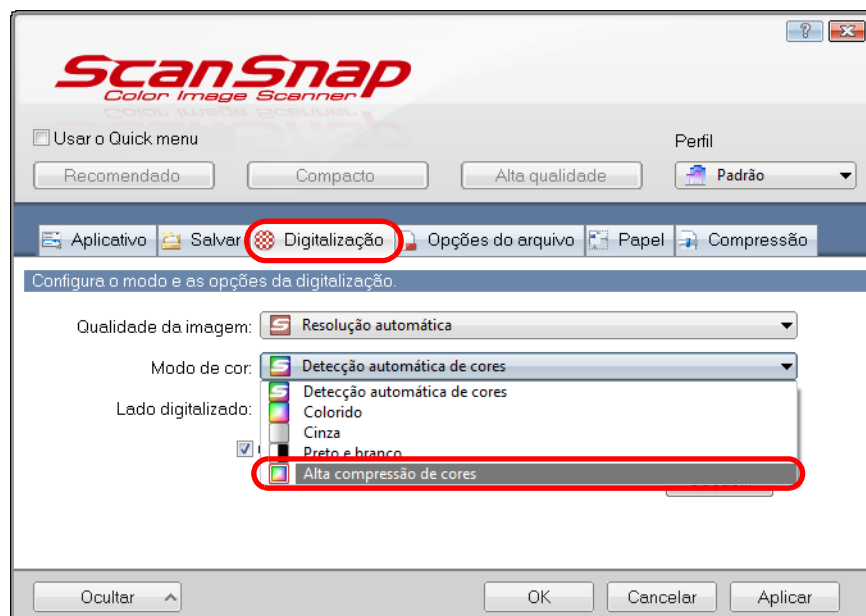 ScanSnap
Color Image Scanner
Usar o Quick menu
Perfil
Recomendado
Compacto
Alta qualidade
Padrão
Aplicativo
Salvar
Digitalização
Opções do arquivo
Papel
Compressão
Configura o modo e as opções da digitalização.
Qualidade da imagem:
Resolução automática
Modo de cor:
Detecção automática de cores
Detecção automática de cores
Lado digitalizado:
Colorido
Cinza
Preto e branco
Alta compressão de cores
Ocultar
OK
Cancelar
Aplicar